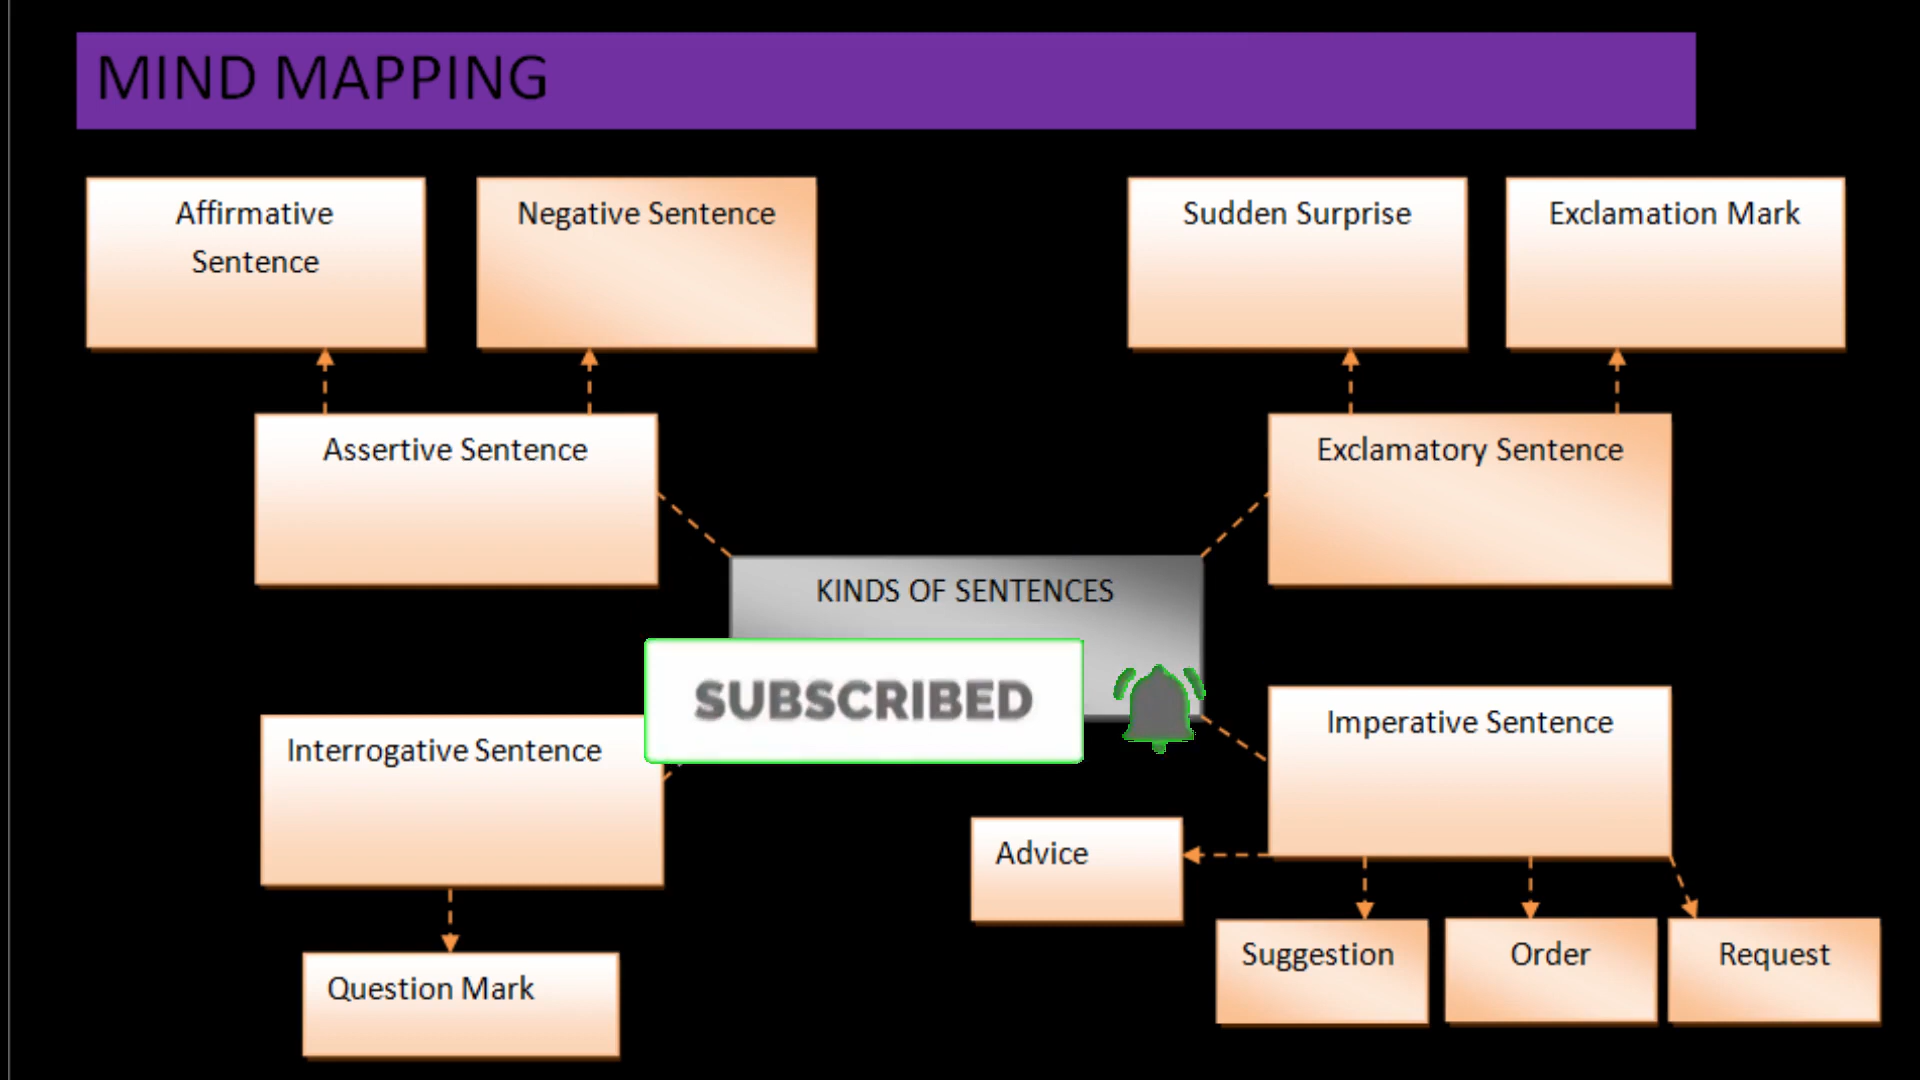 MIND MAPPING
Affirmative
Sentence
Negative Sentence
Sudden Surprise
Exclamation Mark
Assertive Sentence
Exclamatory Sentence
KINDS OF SENTENCES
SUBSCRIBED
Interrogative Sentence
Imperative Sentence
Advice
Suggestion
Order
Request
Question Mark